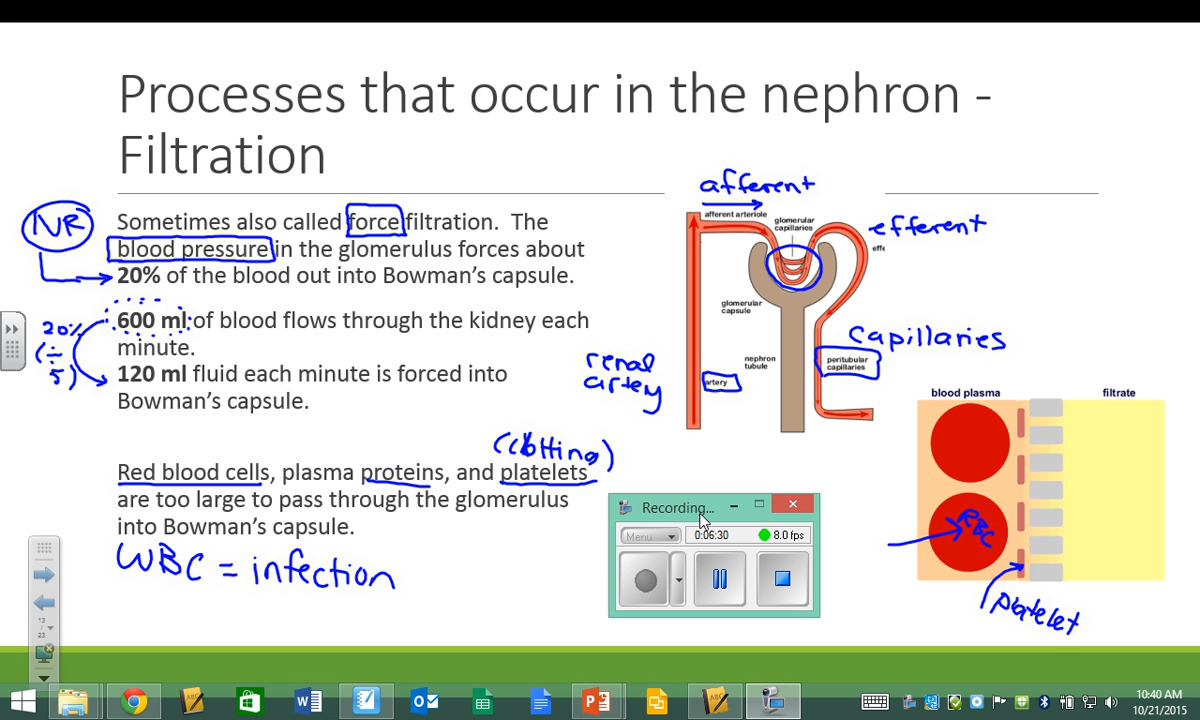 Processes that occur in the nephron -
Filtration
NR
Sometimes also called force filtration. The
blood pressure in the glomerulus forces about
20% of the blood out into Bowman's capsule.
20%
(÷
5)
600 ml of blood flows through the kidney each
minute.
120 ml fluid each minute is forced into
Bowman's capsule.
(clotting)
Red blood cells, plasma proteins, and platelets
are too large to pass through the glomerulus
into Bowman's capsule.
WBC = infection
afferent
afferent arteriole
glomerular
capillaries
efferent
effe
glomerular
capsule
capillaries
renal
artery
nephron
tubule
peritubular
capillaries
artery
blood plasma
filtrate
RBC
platelet
Recording...
Menu
0:06:30
8.0 fps
13
23
10:40 AM
10/21/2015